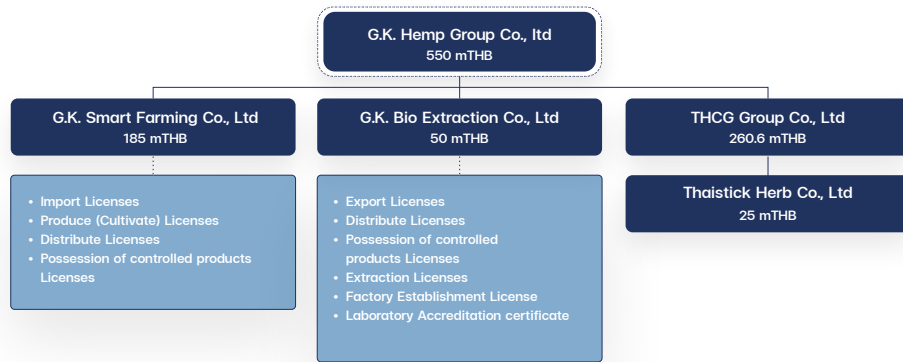 G.K. Hemp Group Co., ltd
550 mTHB
G.K. Smart Farming Co., Ltd
185 mTHB
G.K. Bio Extraction Co., Ltd
50 mTHB
THCG Group Co., Ltd
260.6 mTHB
• Import Licenses
• Produce (Cultivate) Licenses
• Distribute Licenses
• Possession of controlled products
Licenses
• Export Licenses
• Distribute Licenses
• Possession of controlled
products Licenses
• Extraction Licenses
• Factory Establishment License
• Laboratory Accreditation certificate
Thaistick Herb Co., Ltd
25 mTHB